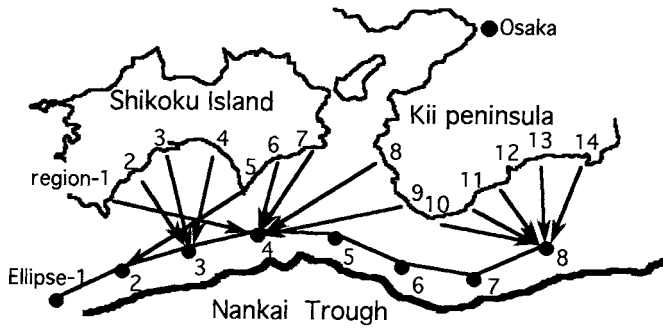 Osaka
Shikoku Island
Kii peninsula
3 4 6 7 12 13 14
2 5 8 11
region-1 9 10
Ellipse-1 2 3 4 5 6 7 8
Nankai Trough